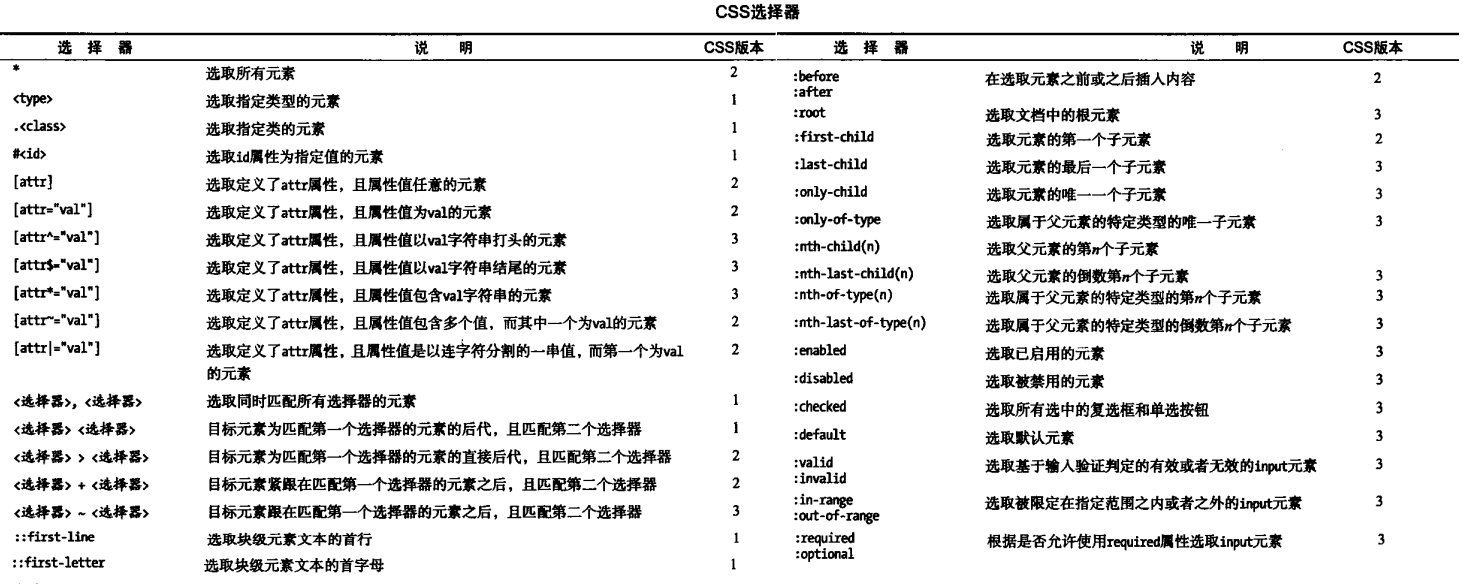 CSS选择器
选 择 器 说 明 CSS版本
* 选取所有元素 2
<type> 选取指定类型的元素 1
.<class> 选取指定类的元素 1
#<id> 选取id属性为指定值的元素 1
[attr] 选取定义了attr属性，且属性值任意的元素 2
[attr="val"] 选取定义了attr属性，且属性值为val的元素 2
[attr^="val"] 选取定义了attr属性，且属性值以val字符串打头的元素 3
[attr$="val"] 选取定义了attr属性，且属性值以val字符串结尾的元素 3
[attr*="val"] 选取定义了attr属性，且属性值包含val字符串的元素 3
[attr~="val"] 选取定义了attr属性，且属性值包含多个值，而其中一个为val的元素 2
[attr|="val"] 选取定义了attr属性，且属性值是以连字符分割的一串值，而第一个为val 2
的元素
<选择器>, <选择器> 选取同时匹配所有选择器的元素 1
<选择器> <选择器> 目标元素为匹配第一个选择器的元素的后代，且匹配第二个选择器 1
<选择器> > <选择器> 目标元素为匹配第一个选择器的元素的直接后代，且匹配第二个选择器 2
<选择器> + <选择器> 目标元素紧跟在匹配第一个选择器的元素之后，且匹配第二个选择器 2
<选择器> ~ <选择器> 目标元素跟在匹配第一个选择器的元素之后，且匹配第二个选择器 3
::first-line 选取块级元素文本的首行 1
::first-letter 选取块级元素文本的首字母 1
选 择 器 说 明 CSS版本
:before 在选取元素之前或之后插入内容 2
:after
:root 选取文档中的根元素 3
:first-child 选取元素的第一个子元素 2
:last-child 选取元素的最后一个子元素 3
:only-child 选取元素的唯一一个子元素 3
:only-of-type 选取属于父元素的特定类型的唯一子元素 3
:nth-child(n) 选取父元素的第n个子元素
:nth-last-child(n) 选取父元素的倒数第n个子元素 3
:nth-of-type(n) 选取属于父元素的特定类型的第n个子元素 3
:nth-last-of-type(n) 选取属于父元素的特定类型的倒数第n个子元素 3
:enabled 选取已启用的元素 3
:disabled 选取被禁用的元素 3
:checked 选取所有选中的复选框和单选按钮 3
:default 选取默认元素 3
:valid 选取基于输入验证判定的有效或者无效的input元素 3
:invalid
:in-range 选取被限定在指定范围之内或者之外的input元素 3
:out-of-range
:required 根据是否允许使用required属性选取input元素 3
:optional